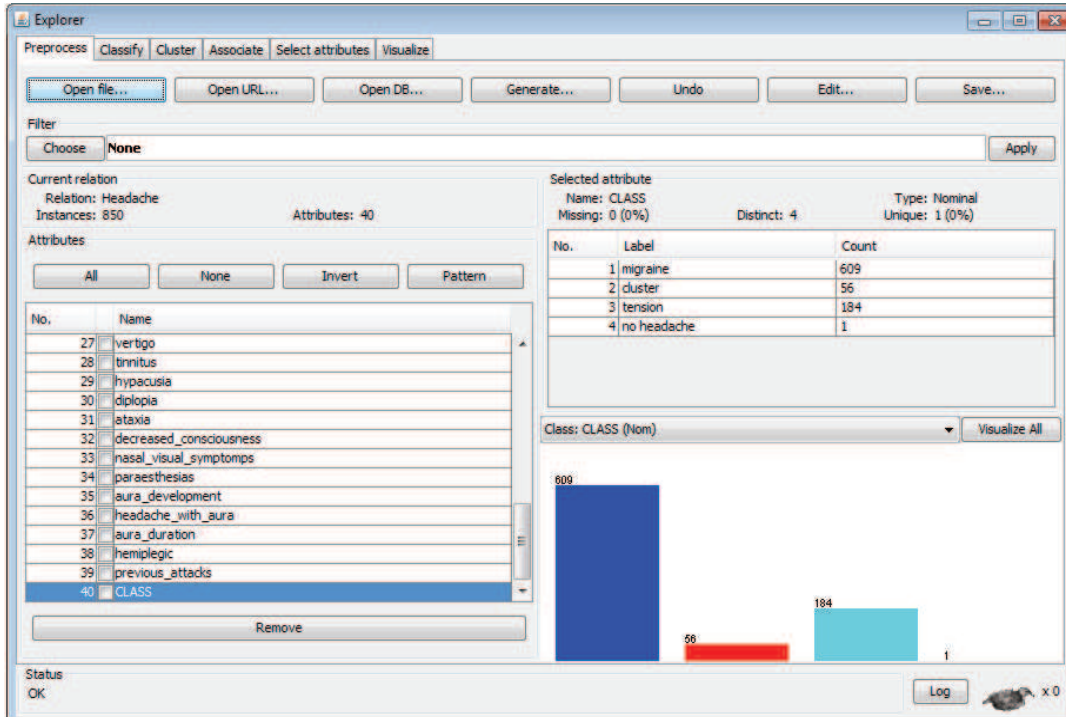 Explorer
Preprocess Classify Cluster Associate Select attributes Visualize
Open file... Open URL... Open DB... Generate... Undo Edit... Save...
Filter
Choose None Apply
Current relation
Relation: Headache
Instances: 850 Attributes: 40
Selected attribute
Name: CLASS Type: Nominal
Missing: 0 (0%) Distinct: 4 Unique: 1 (0%)
Attributes
All None Invert Pattern
No. Name
27 vertigo
28 tinnitus
29 hypacusia
30 diplopia
31 ataxia
32 decreased_consciousness
33 nasal_visual_symptomps
34 paraesthesias
35 aura_development
36 headache_with_aura
37 aura_duration
38 hemiplegic
39 previous_attacks
40 CLASS
Remove
No. Label Count
1 migraine 609
2 cluster 56
3 tension 184
4 no headache 1
Class: CLASS (Nom) Visualize All
609
56
184
1
Status
OK
Log x 0